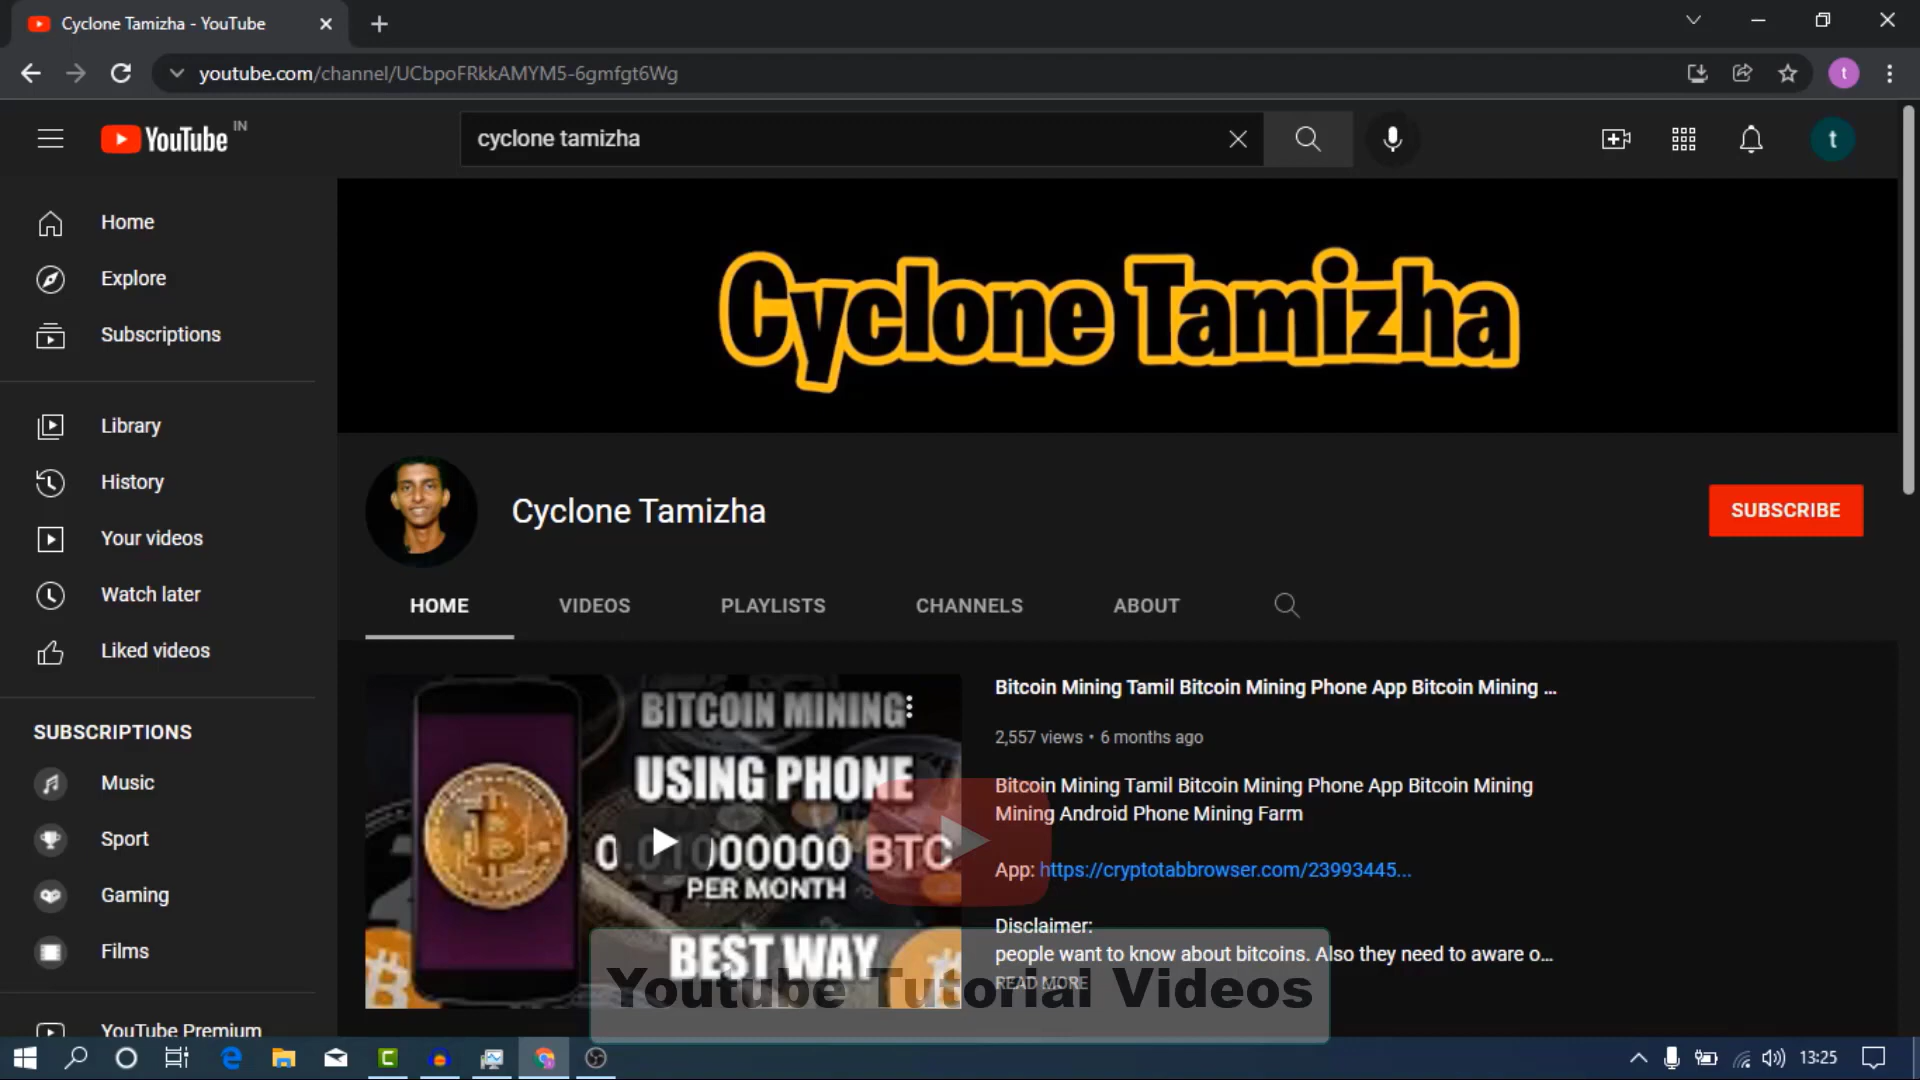 Cyclone Tamizha - YouTube
youtube.com/channel/UCbpoFRkkAMYM5-6gmfgt6Wg
t
YouTube IN
cyclone tamizha
t
Home
Explore
Subscriptions
Library
History
Your videos
Watch later
Liked videos
SUBSCRIPTIONS
Music
Sport
Gaming
Films
YouTube Premium
Cyclone Tamizha
Cyclone Tamizha
SUBSCRIBE
HOME VIDEOS PLAYLISTS CHANNELS ABOUT
BITCOIN MINING
USING PHONE
0.01000000 BTC
PER MONTH
BEST WAY
Bitcoin Mining Tamil Bitcoin Mining Phone App Bitcoin Mining ...
2,557 views • 6 months ago
Bitcoin Mining Tamil Bitcoin Mining Phone App Bitcoin Mining
Mining Android Phone Mining Farm
App: https://cryptotabbrowser.com/23993445...
Disclaimer:
people want to know about bitcoins. Also they need to aware o...
READ MORE
Youtube Tutorial Videos
13:25